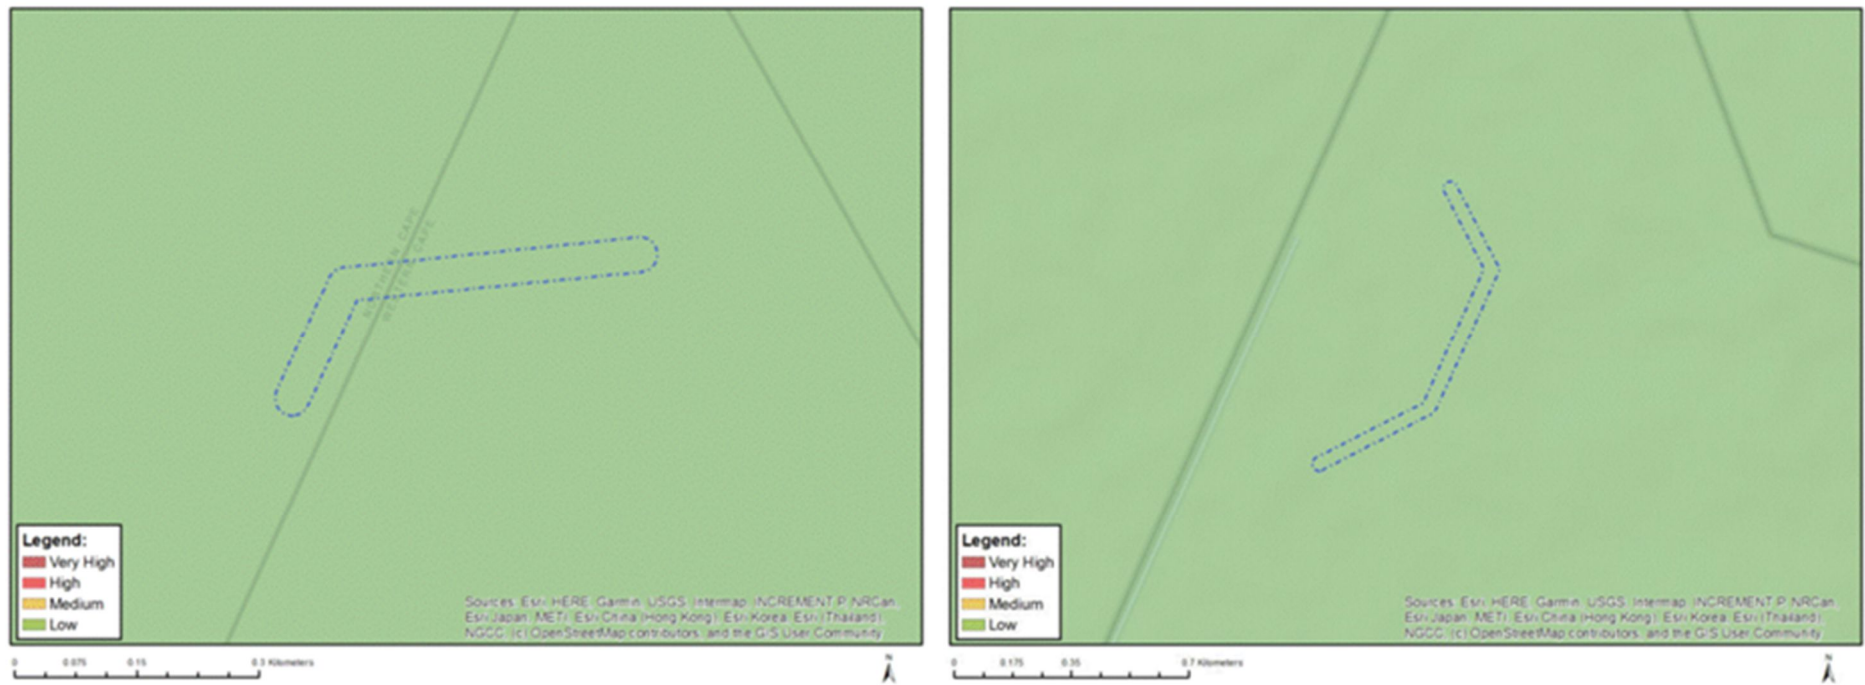 NORTHERN CAPE
WESTERN CAPE
Legend:
Very High
High
Medium
Low
Sources: Esri, HERE, Garmin, USGS, Intermap, INCREMENT P, NRCan,
Esri Japan, METI, Esri China (Hong Kong), Esri Korea, Esri (Thailand),
NGCC, (c) OpenStreetMap contributors, and the GIS User Community
0 0.075 0.15 0.3 Kilometers
N
Legend:
Very High
High
Medium
Low
Sources: Esri, HERE, Garmin, USGS, Intermap, INCREMENT P, NRCan,
Esri Japan, METI, Esri China (Hong Kong), Esri Korea, Esri (Thailand),
NGCC, (c) OpenStreetMap contributors, and the GIS User Community
0 0.175 0.35 0.7 Kilometers
N